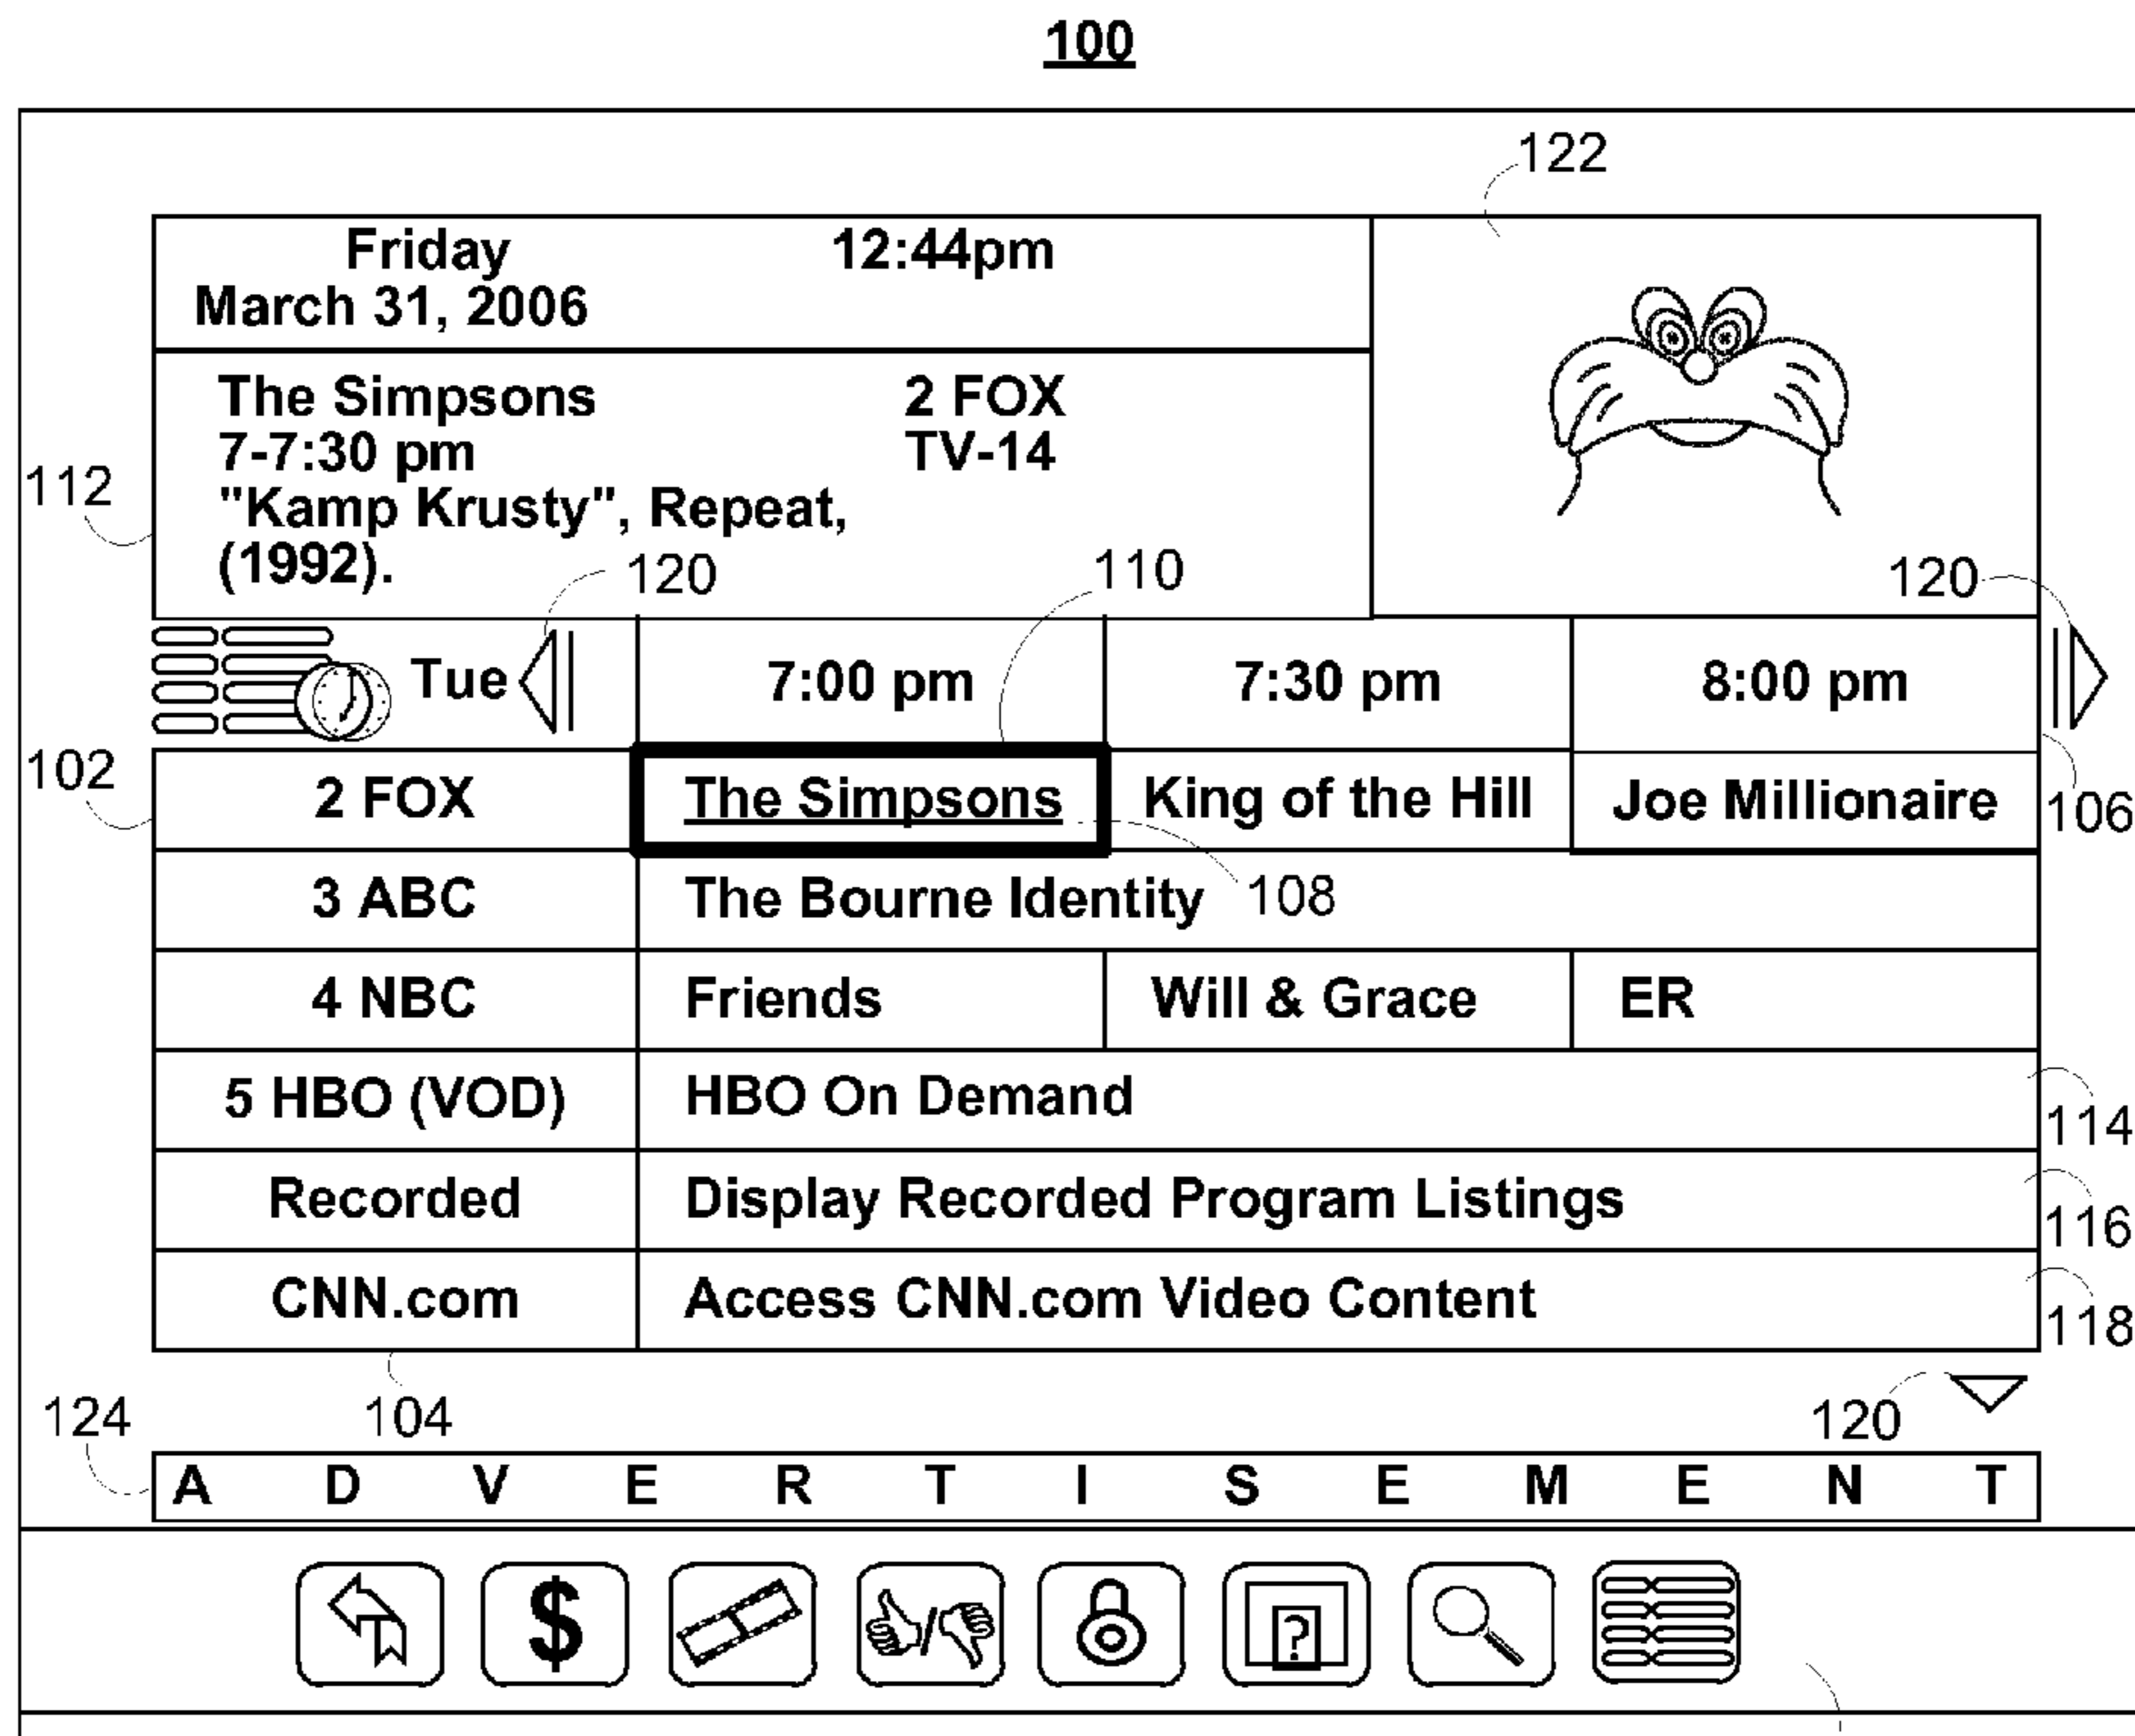 100
122
Friday 12:44pm
March 31, 2006
The Simpsons 2 FOX
7-7:30 pm TV-14
112
"Kamp Krusty", Repeat,
(1992).
120 110 120
Tue 7:00 pm 7:30 pm 8:00 pm
102
2 FOX The Simpsons King of the Hill Joe Millionaire 106
3 ABC The Bourne Identity 108
4 NBC Friends Will & Grace ER
5 HBO (VOD) HBO On Demand
114
Recorded Display Recorded Program Listings
116
CNN.com Access CNN.com Video Content
118
124 104 120
A D V E R T I S E M E N T
$ / ?